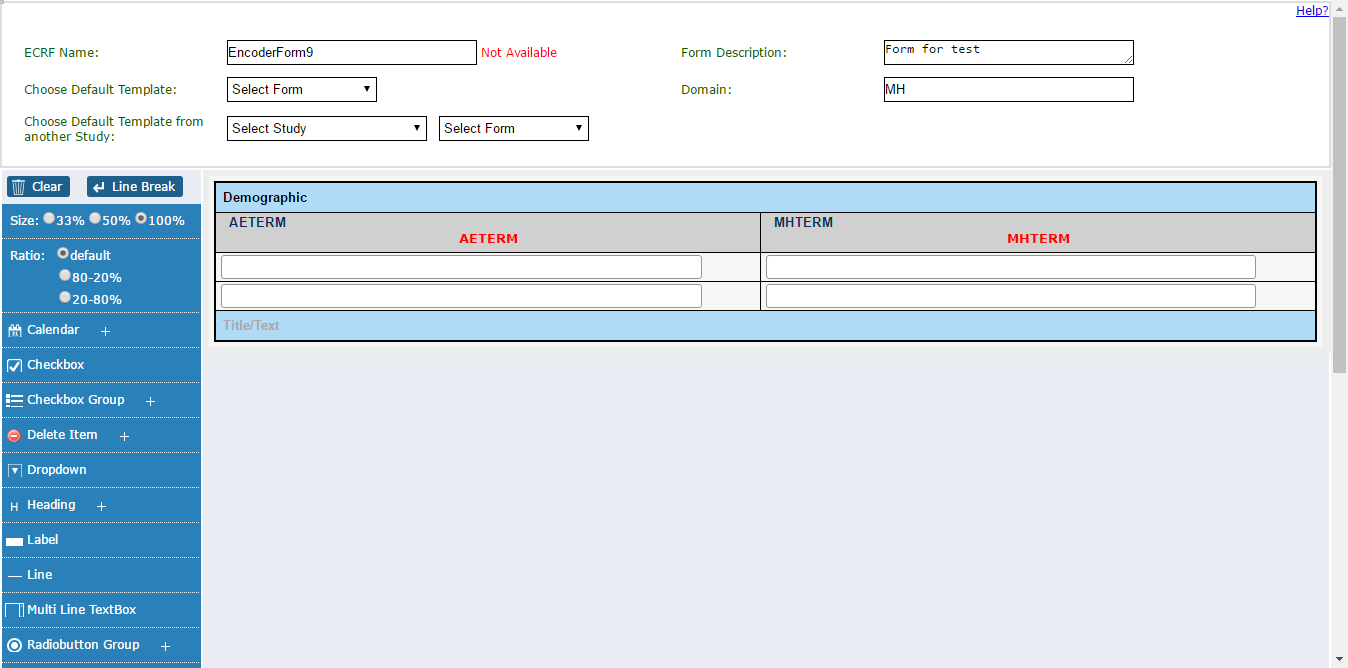 Help?
ECRF Name: EncoderForm9 Not Available Form Description: Form for test
Choose Default Template: Select Form Domain: MH
Choose Default Template from
another Study: Select Study Select Form
Clear Line Break
Size: 33% 50% 100%
Ratio: default
80-20%
20-80%
Calendar +
Checkbox
Checkbox Group +
Delete Item +
Dropdown
H Heading +
Label
Line
Multi Line TextBox
Radiobutton Group +
Demographic
AETERM MHTERM
AETERM MHTERM
Title/Text